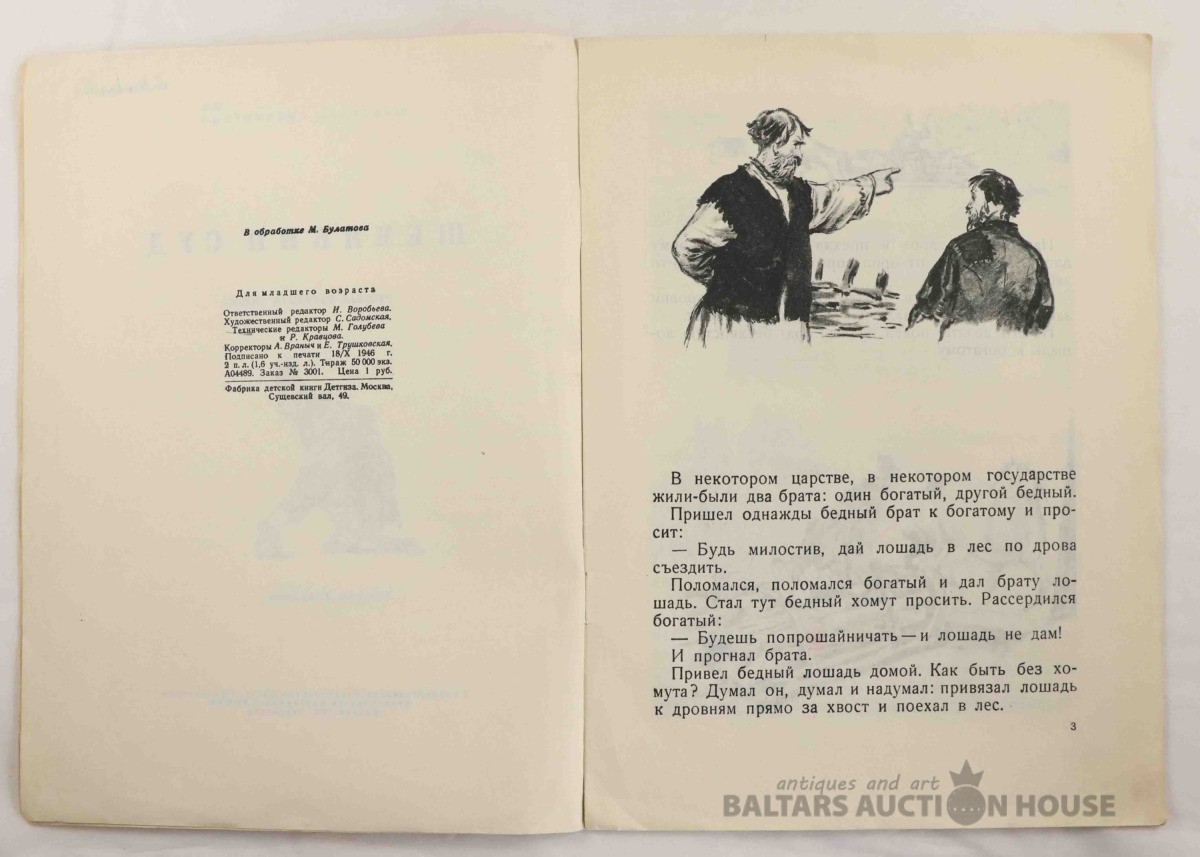 В обработке М. Булатова
Для младшего возраста
Ответственный редактор Н. Воробьева.
Художественный редактор С. Садомская.
Технические редакторы М. Голубева
и Р. Кравцова.
Корректоры А. Враныч и Е. Трушковская.
Подписано к печати 18/X 1946 г.
2 п. л. (1,6 уч.-изд. л.). Тираж 50 000 экз.
А04489. Заказ № 3001. Цена 1 руб.
Фабрика детской книги Детгиза. Москва,
Сущевский вал, 49.
В некотором царстве, в некотором государстве
жили-были два брата: один богатый, другой бедный.
Пришел однажды бедный брат к богатому и про-
сит:
— Будь милостив, дай лошадь в лес по дрова
съездить.
Поломался, поломался богатый и дал брату ло-
шадь. Стал тут бедный хомут просить. Рассердился
богатый:
— Будешь попрошайничать — и лошадь не дам!
И прогнал брата.
Привел бедный лошадь домой. Как быть без хо-
мута? Думал он, думал и надумал: привязал лошадь
к дровням прямо за хвост и поехал в лес.
3
antiques and art
BALTARS AUCTION HOUSE